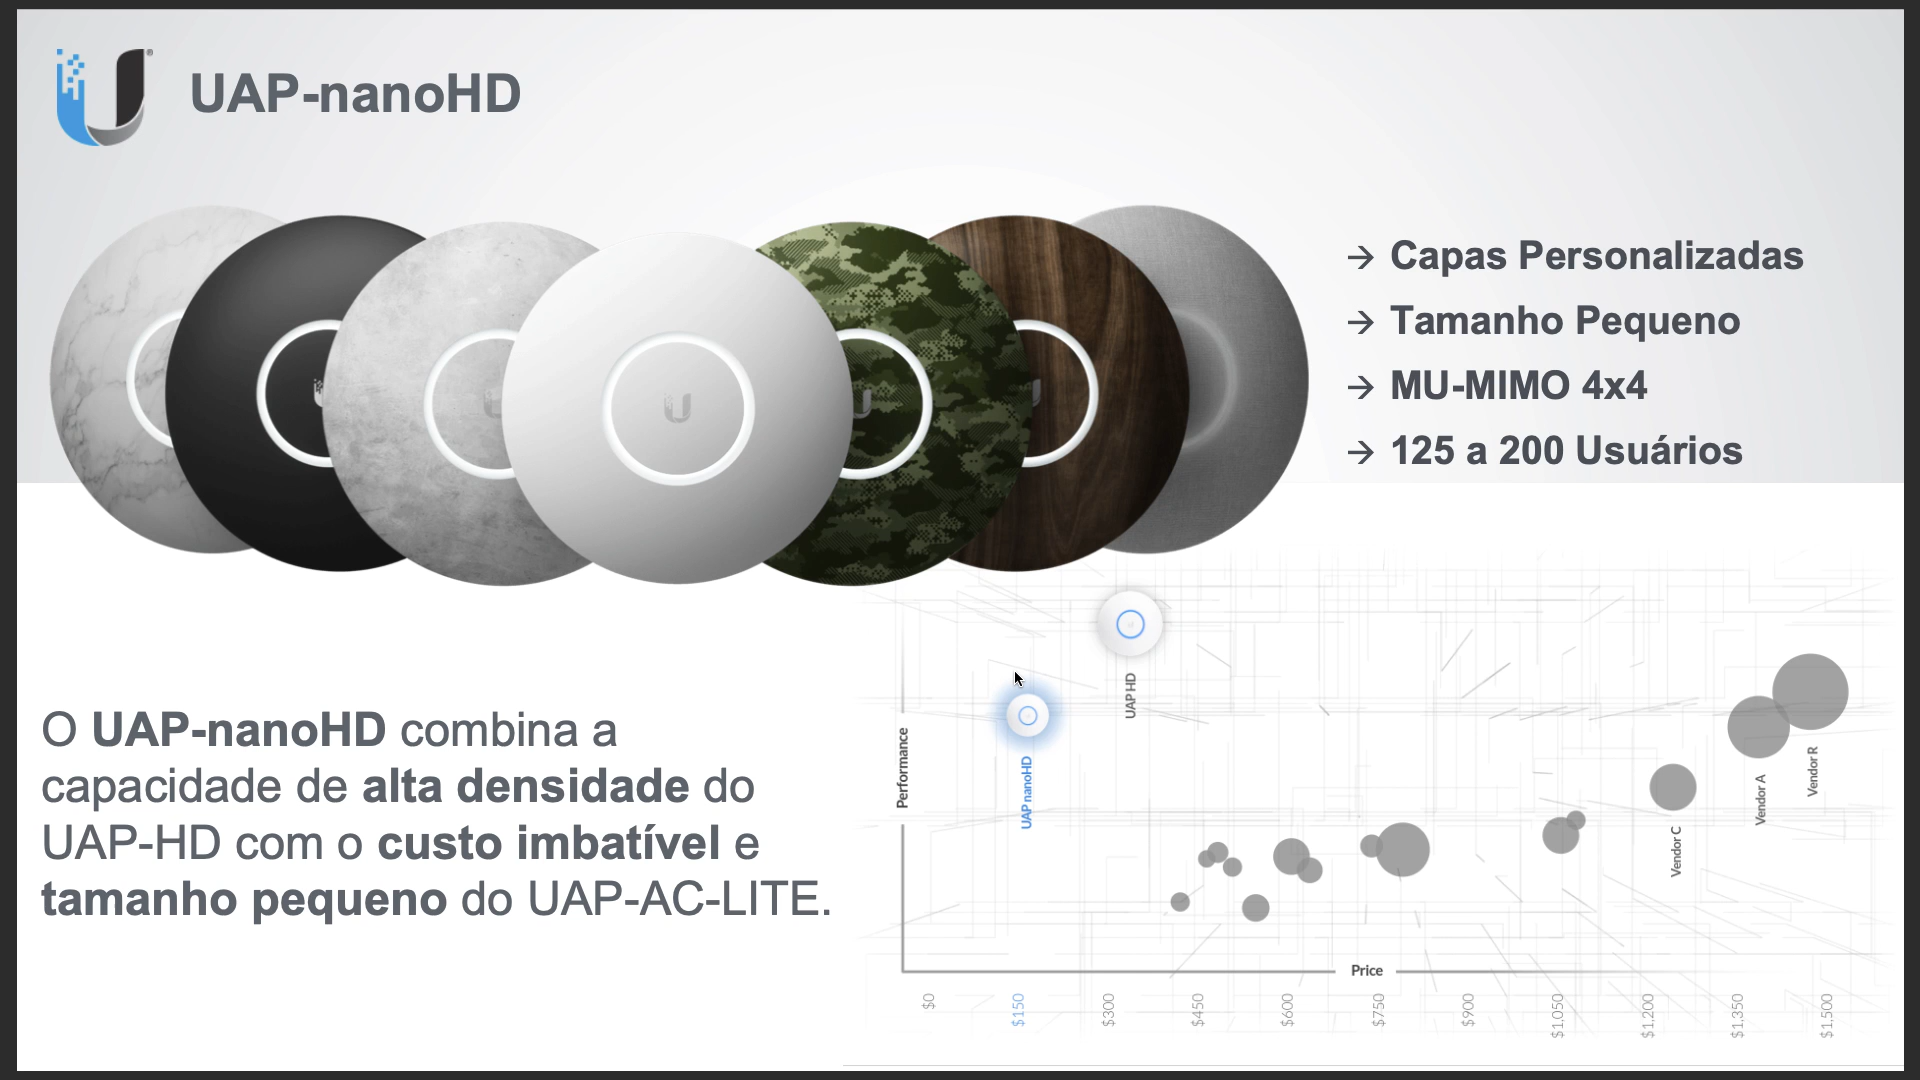 UAP-nanoHD
→ Capas Personalizadas
→ Tamanho Pequeno
→ MU-MIMO 4x4
→ 125 a 200 Usuários
O UAP-nanoHD combina a
capacidade de alta densidade do
UAP-HD com o custo imbatível e
tamanho pequeno do UAP-AC-LITE.
Performance
UAP nanoHD
UAP HD
Vendor C
Vendor A
Vendor R
Price
$0
$150
$300
$450
$600
$750
$900
$1,050
$1,200
$1,350
$1,500